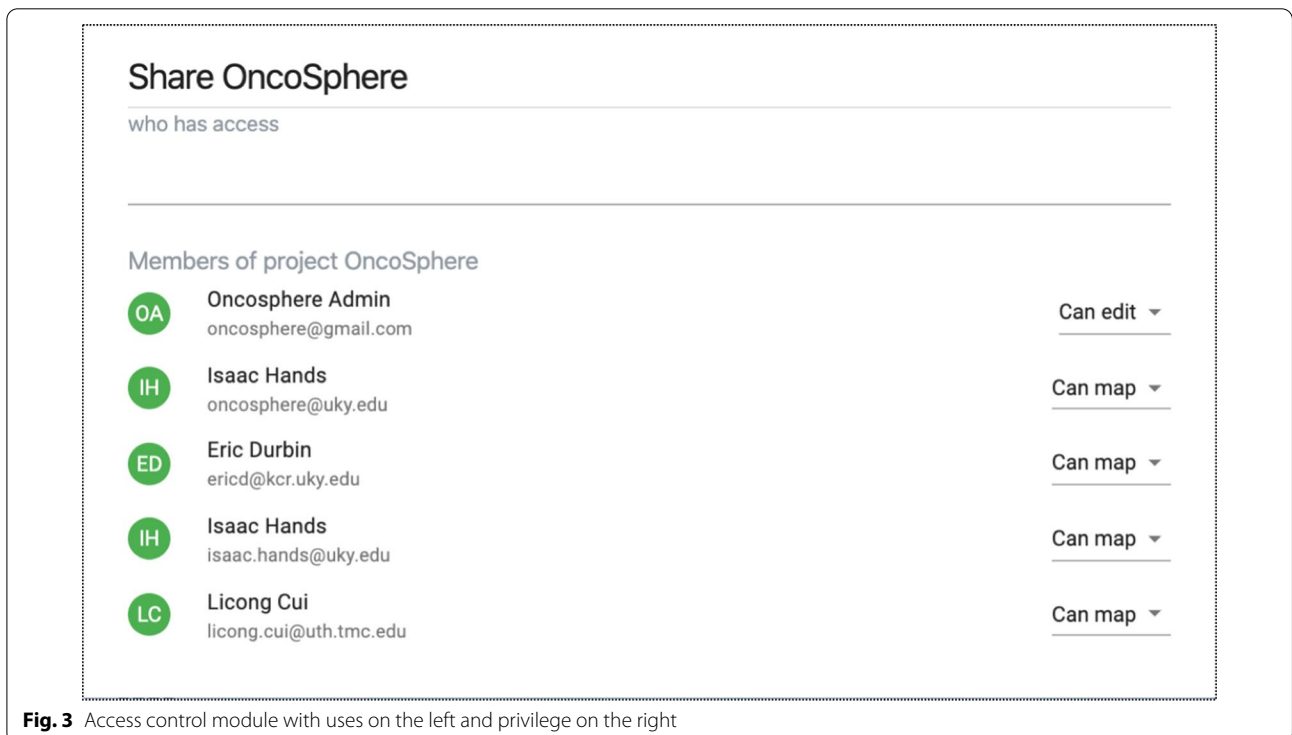 Share OncoSphere
who has access
Members of project OncoSphere
OA
Oncosphere Admin
Can edit
oncosphere@gmail.com
IH
Isaac Hands
Can map
oncosphere@uky.edu
ED
Eric Durbin
Can map
ericd@kcr.uky.edu
IH
Isaac Hands
Can map
isaac.hands@uky.edu
LC
Licong Cui
Can map
licong.cui@uth.tmc.edu
Fig. 3 Access control module with uses on the left and privilege on the right